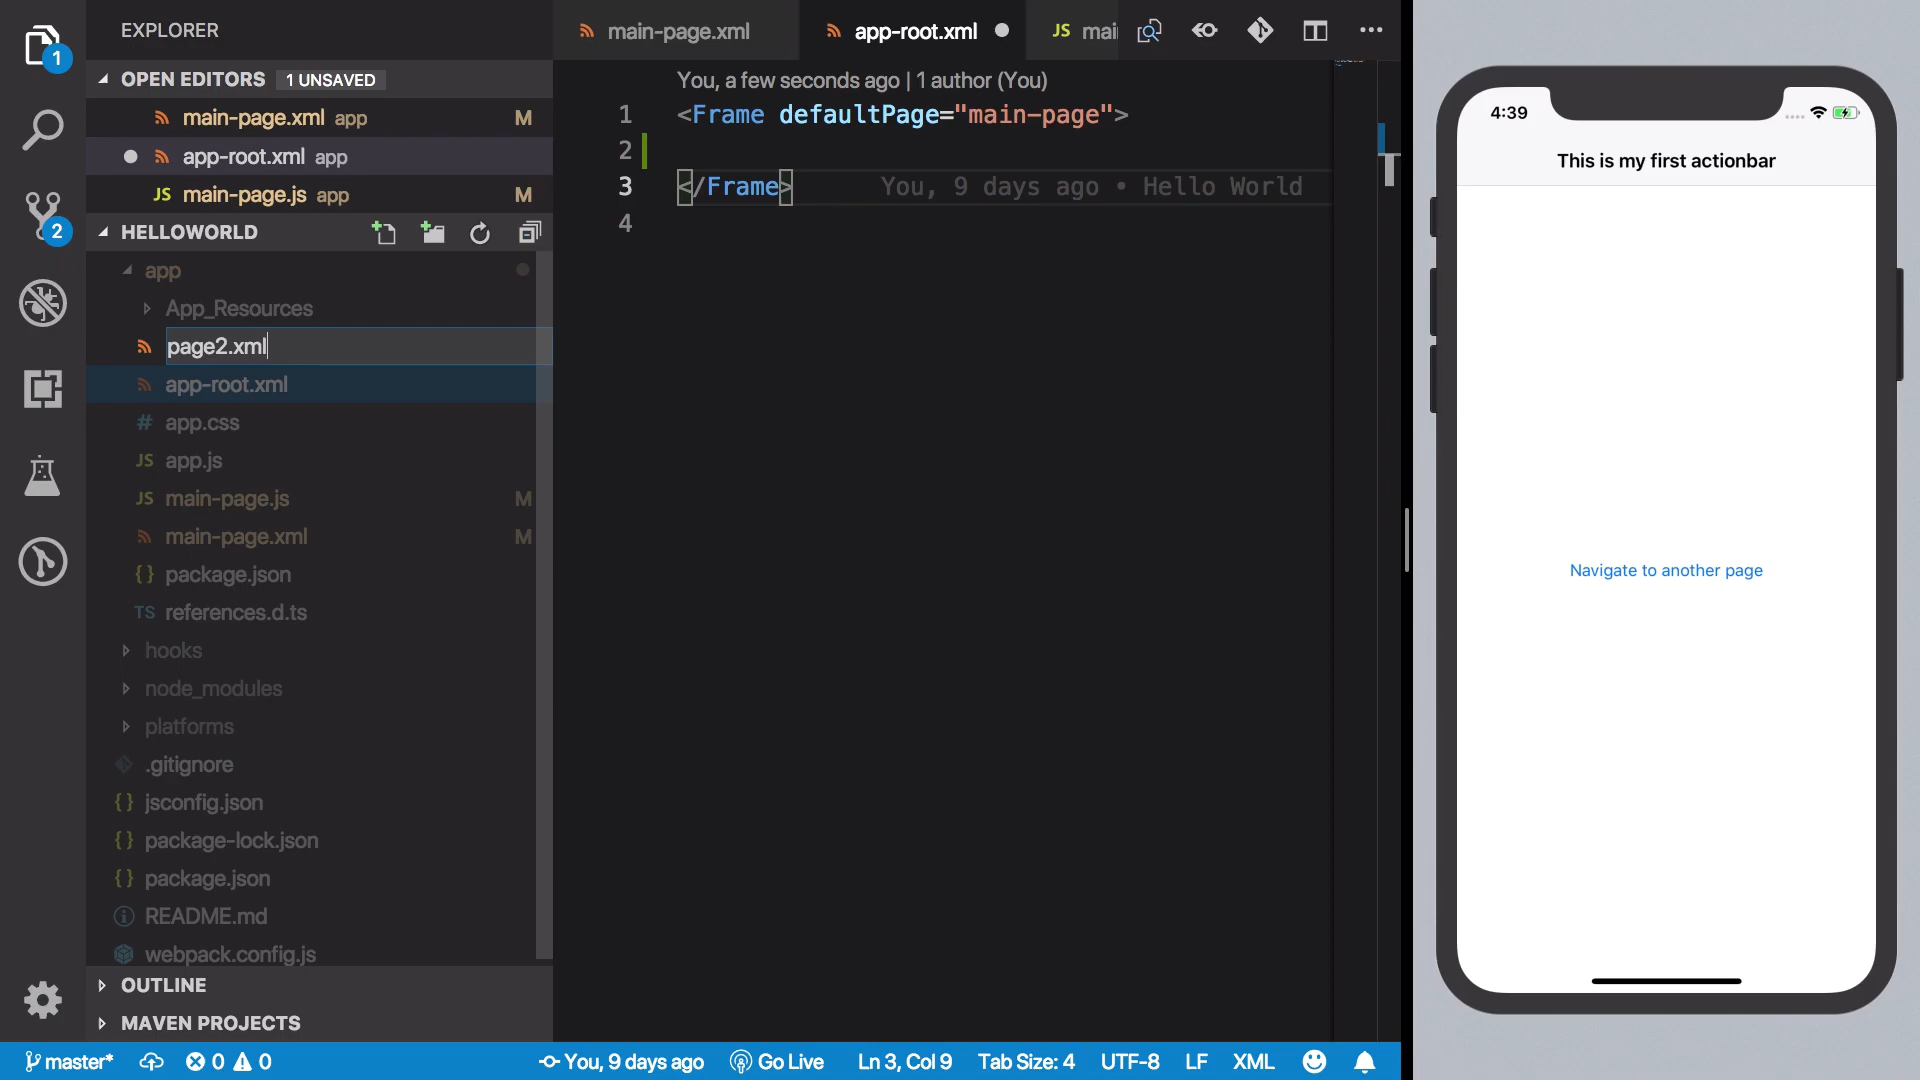 EXPLORER
OPEN EDITORS 1 UNSAVED
main-page.xml app M
app-root.xml app
JS main-page.js app M
HELLOWORLD
app
App_Resources
page2.xml
app-root.xml
# app.css
JS app.js
JS main-page.js M
main-page.xml M
{} package.json
TS references.d.ts
hooks
node_modules
platforms
.gitignore
{} jsconfig.json
{} package-lock.json
{} package.json
README.md
webpack.config.js
OUTLINE
MAVEN PROJECTS
1
2
main-page.xml
app-root.xml
JS mai
You, a few seconds ago | 1 author (You)
1 <Frame defaultPage="main-page">
2
3 </Frame> You, 9 days ago • Hello World
4
4:39
This is my first actionbar
Navigate to another page
master* 0 0 You, 9 days ago Go Live Ln 3, Col 9 Tab Size: 4 UTF-8 LF XML